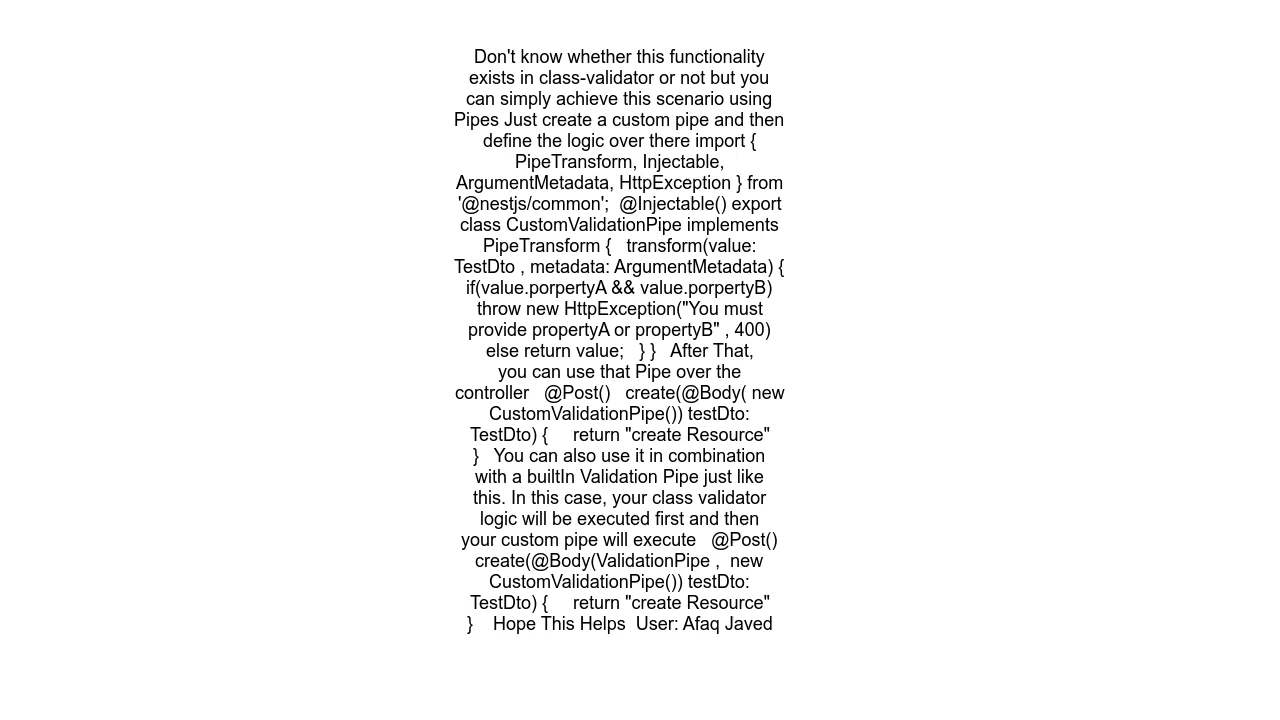 Don't know whether this functionality
exists in class-validator or not but you
can simply achieve this scenario using
Pipes Just create a custom pipe and then
define the logic over there import {
PipeTransform, Injectable,
ArgumentMetadata, HttpException } from
'@nestjs/common';  @Injectable() export
class CustomValidationPipe implements
PipeTransform {   transform(value:
TestDto , metadata: ArgumentMetadata) {
if(value.porpertyA && value.porpertyB)
throw new HttpException("You must
provide propertyA or propertyB" , 400)
else return value;   } }   After That,
you can use that Pipe over the
controller   @Post()   create(@Body( new
CustomValidationPipe()) testDto:
TestDto) {     return "create Resource"
}   You can also use it in combination
with a builtIn Validation Pipe just like
this. In this case, your class validator
logic will be executed first and then
your custom pipe will execute   @Post()
create(@Body(ValidationPipe ,  new
CustomValidationPipe()) testDto:
TestDto) {     return "create Resource"
}    Hope This Helps  User: Afaq Javed